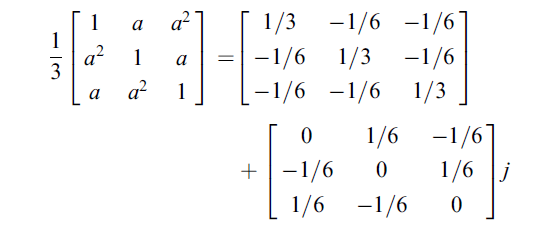 1/3 [1 a a²; a² 1 a; a a² 1] = [1/3 −1/6 −1/6; −1/6 1/3 −1/6; −1/6 −1/6 1/3]
+ [0 1/6 −1/6; −1/6 0 1/6; 1/6 −1/6 0] j